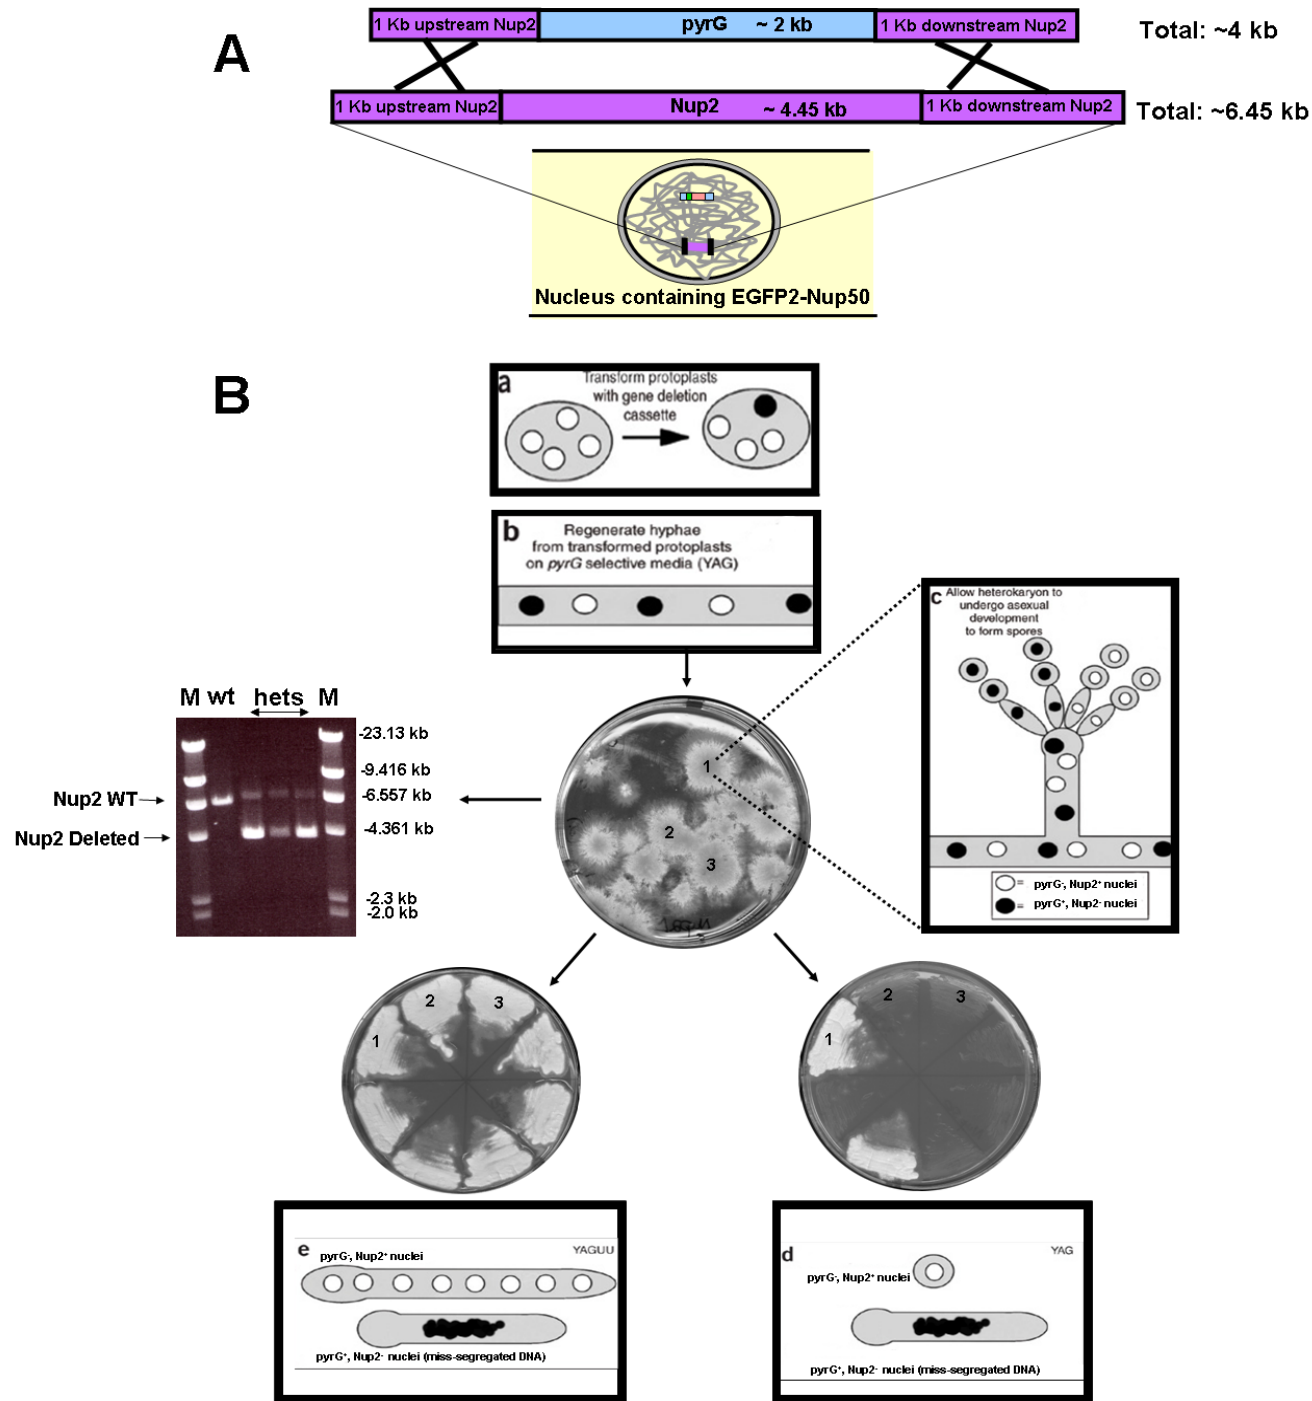 A
1 Kb upstream Nup2
pyrG ~ 2 kb
1 Kb downstream Nup2
Total: ~4 kb
1 Kb upstream Nup2
Nup2 ~ 4.45 kb
1 Kb downstream Nup2
Total: ~6.45 kb
Nucleus containing EGFP2-Nup50
B
a
Transform protoplasts
with gene deletion
cassette
b
Regenerate hyphae
from transformed protoplasts
on pyrG selective media (YAG)
c
Allow heterokaryon to
undergo asexual
development
to form spores
= pyrG-, Nup2+ nuclei
= pyrG+, Nup2- nuclei
M wt hets M
-23.13 kb
-9.416 kb
Nup2 WT
-6.557 kb
Nup2 Deleted
-4.361 kb
-2.3 kb
-2.0 kb
1
2
3
1
2
3
1
2
3
e
YAGUU
pyrG-, Nup2+ nuclei
pyrG+, Nup2- nuclei (miss-segregated DNA)
d
YAG
pyrG-, Nup2+ nuclei
pyrG+, Nup2- nuclei (miss-segregated DNA)